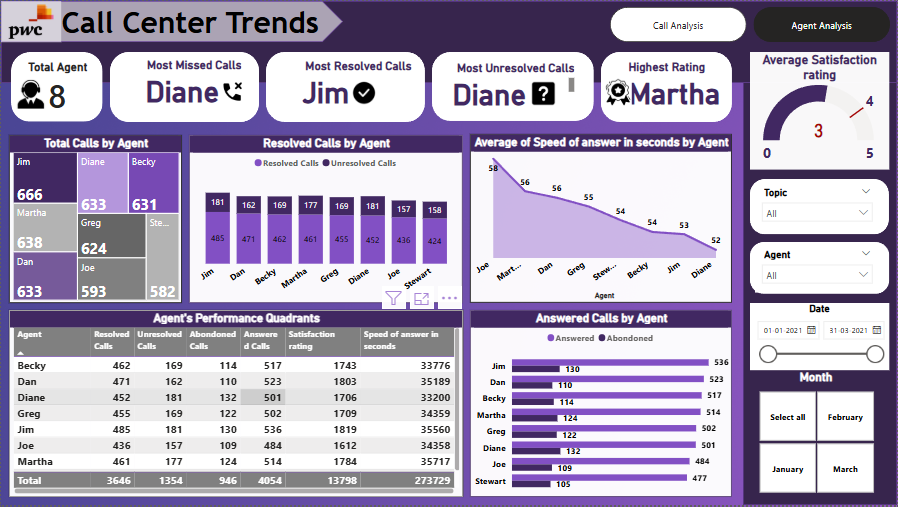 pwc
Call Center Trends
Call Analysis
Agent Analysis
Total Agent
8
Most Missed Calls
Diane
Most Resolved Calls
Jim
Most Unresolved Calls
Diane
Highest Rating
Martha
Average Satisfaction
rating
4
3
0
5
Total Calls by Agent
Jim
666
Diane
633
Becky
631
Martha
638
Greg
624
Ste...
582
Dan
633
Joe
593
Resolved Calls by Agent
Resolved Calls Unresolved Calls
181 162 169 177 169 181 157 158
485 471 462 461 455 452 436 424
Jim Dan Becky Martha Greg Diane Joe Stewart
Average of Speed of answer in seconds by Agent
58 56 56 55 54 54 53 52
Joe Mart... Dan Greg Stew... Becky Jim Diane
Agent
Topic
All
Agent
All
Date
01-01-2021 31-03-2021
Month
Select all February
January March
Agent's Performance Quadrants
Agent Resolved Calls Unresolved Calls Abondoned Calls Answere d Calls Satisfaction rating Speed of answer in seconds
Becky 462 169 114 517 1743 33776
Dan 471 162 110 523 1803 35189
Diane 452 181 132 501 1706 33200
Greg 455 169 122 502 1709 34359
Jim 485 181 130 536 1819 35560
Joe 436 157 109 484 1612 34358
Martha 461 177 124 514 1784 35717
Total 3646 1354 946 4054 13798 273729
Answered Calls by Agent
Answered Abondoned
Jim 536
130
Dan 523
110
Becky 517
114
Martha 514
124
Greg 502
122
Diane 501
132
Joe 484
109
Stewart 477
105